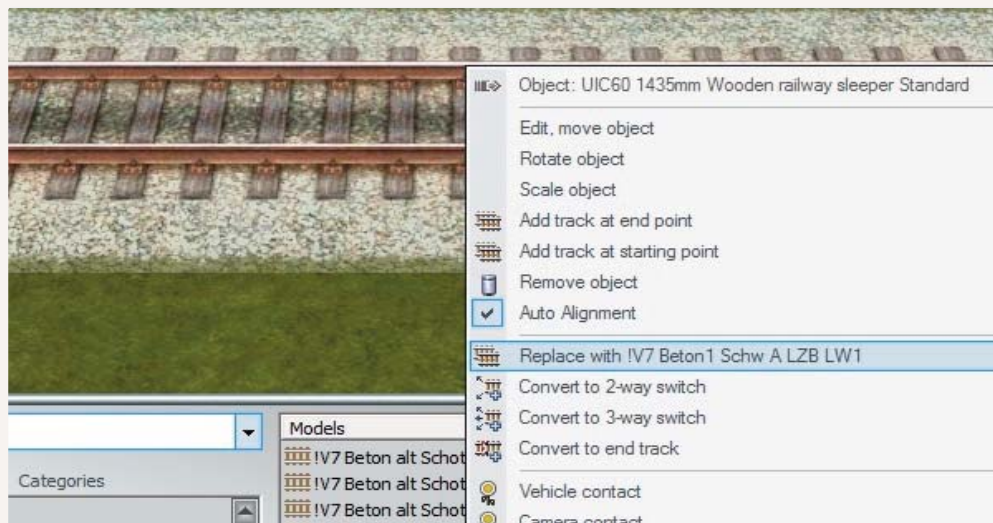 Object: UIC60 1435mm Wooden railway sleeper Standard
Edit, move object
Rotate object
Scale object
Add track at end point
Add track at starting point
Remove object
Auto Alignment
Replace with !V7 Beton1 Schw A LZB LW1
Convert to 2-way switch
Convert to 3-way switch
Convert to end track
Vehicle contact
Camera contact
Models
!V7 Beton alt Schot
!V7 Beton alt Schot
!V7 Beton alt Schot
Categories